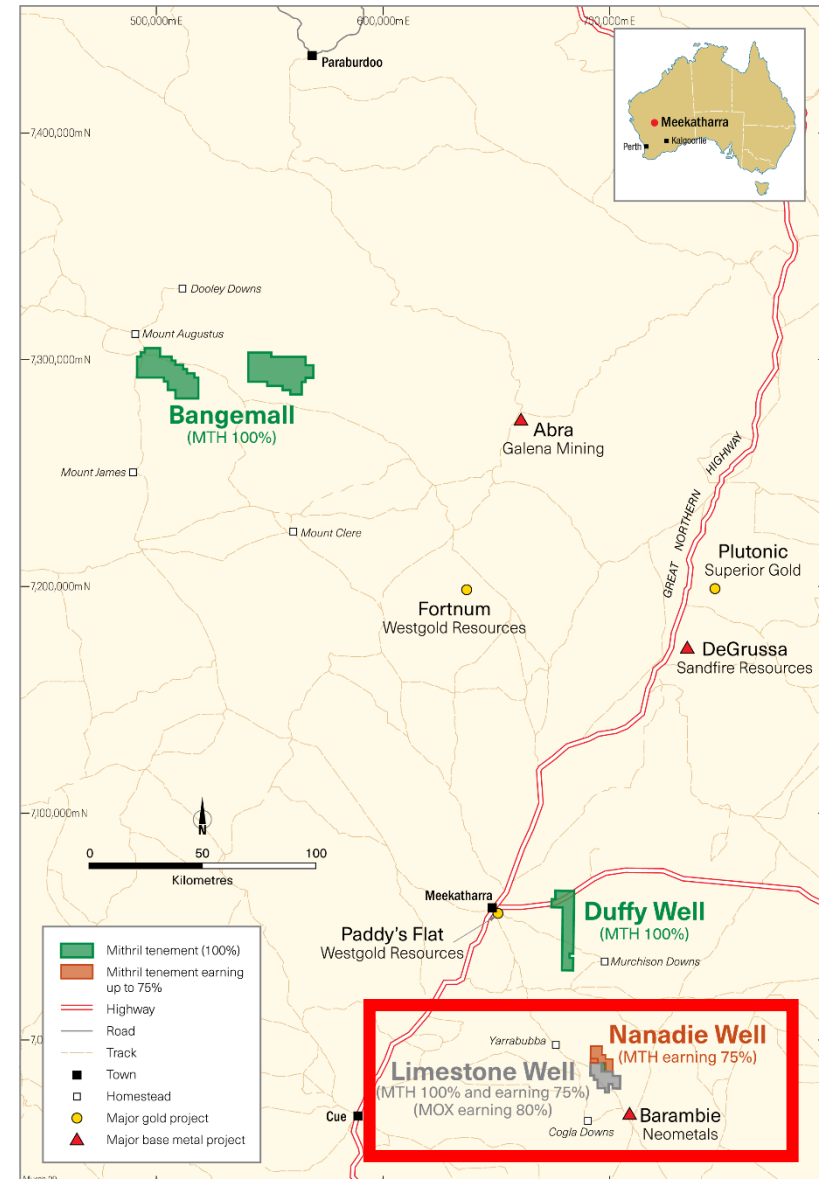 500,000mE
600,000mE
700,000mE
Paraburdoo
Meekatharra
Perth
Kalgoorlie
7,400,000mN
Dooley Downs
Mount Augustus
7,300,000mN
Bangemall
(MTH 100%)
Abra
Galena Mining
GREAT NORTHERN HIGHWAY
Mount James
Mount Clere
Plutonic
Superior Gold
7,200,000mN
Fortnum
Westgold Resources
DeGrussa
Sandfire Resources
7,100,000mN
N
0 50 100
Kilometres
Meekatharra
Duffy Well
(MTH 100%)
Paddy's Flat
Westgold Resources
Murchison Downs
Mithril tenement (100%)
Mithril tenement earning
up to 75%
Highway
Road
Track
Town
Homestead
Major gold project
Major base metal project
Yarrabubba
Nanadie Well
(MTH earning 75%)
Limestone Well
(MTH 100% and earning 75%)
(MOX earning 80%)
Cue
Cogla Downs
Barambie
Neometals